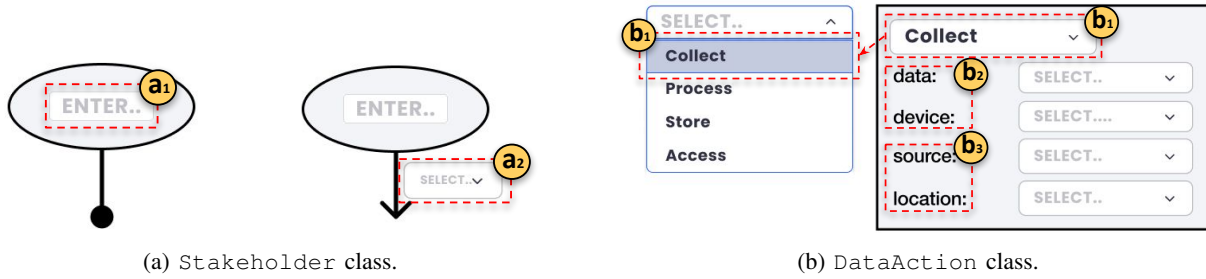 ENTER..
a1
ENTER..
a2
SELECT..
(a) Stakeholder class.
SELECT..
b1
Collect
Process
Store
Access
b1
Collect
b2
data: SELECT..
device: SELECT....
b3
source: SELECT..
location: SELECT..
(b) DataAction class.